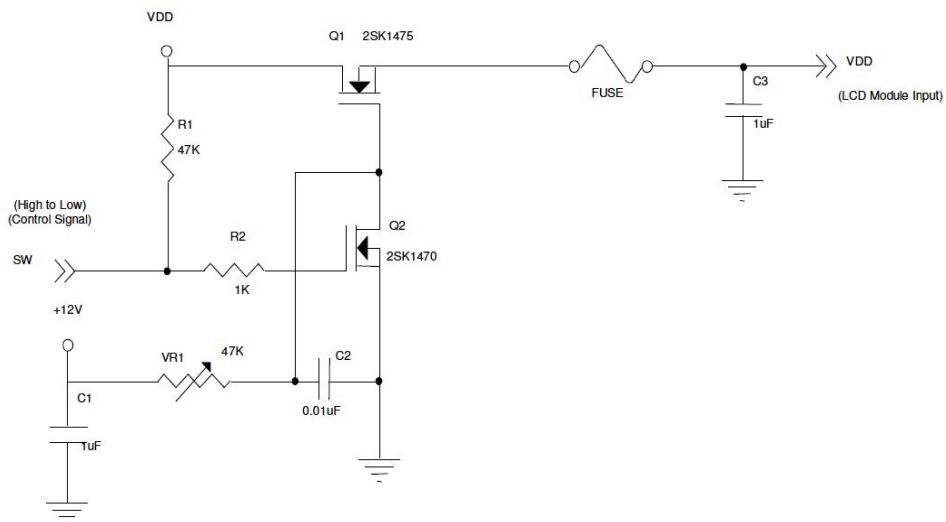 VDD
Q1 2SK1475
VDD
C3
FUSE
(LCD Module Input)
1uF
R1
47K
(High to Low)
(Control Signal)
Q2
R2
2SK1470
SW
1K
+12V
47K
VR1
C2
C1
0.01uF
1uF